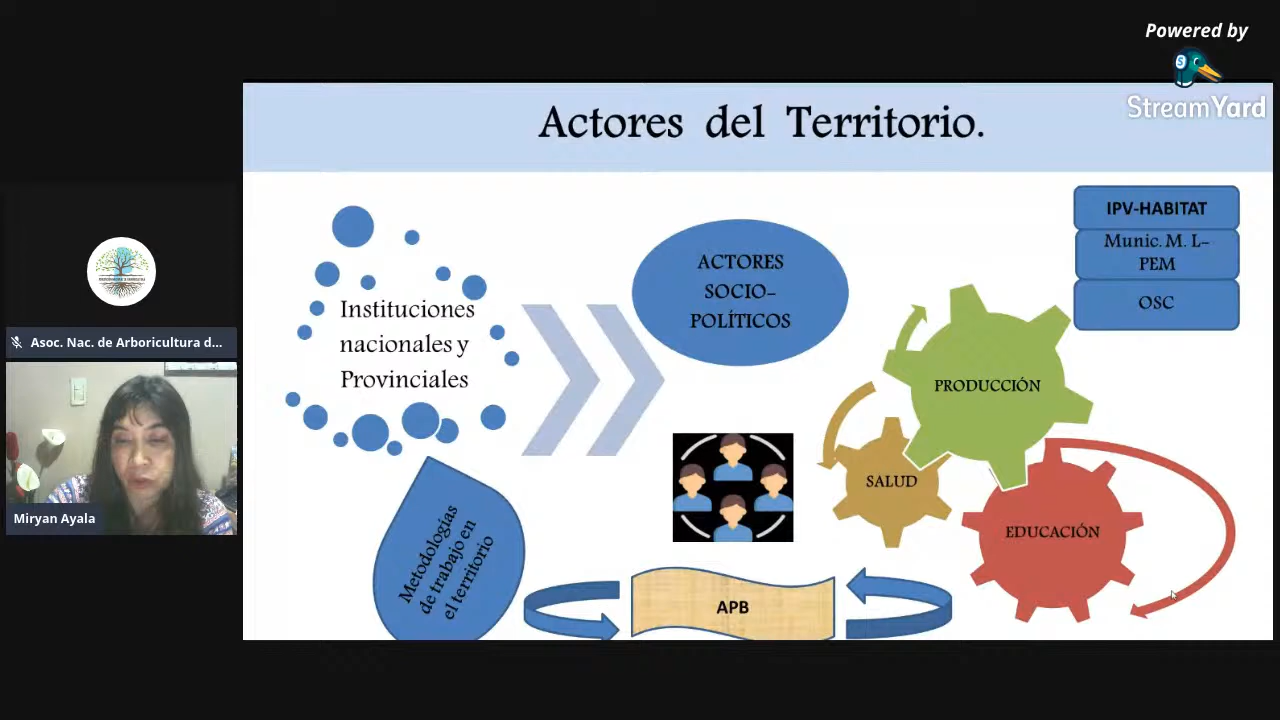 Powered by
StreamYard
Actores del Territorio.
IPV-HABITAT
Munic. M. L-
PEM
OSC
ACTORES
SOCIO-
POLÍTICOS
Instituciones
nacionales y
Provinciales
PRODUCCIÓN
SALUD
EDUCACIÓN
Metodologias
de trabajo en
el territorio
APB
Asoc. Nac. de Arboricultura d...
Miryan Ayala